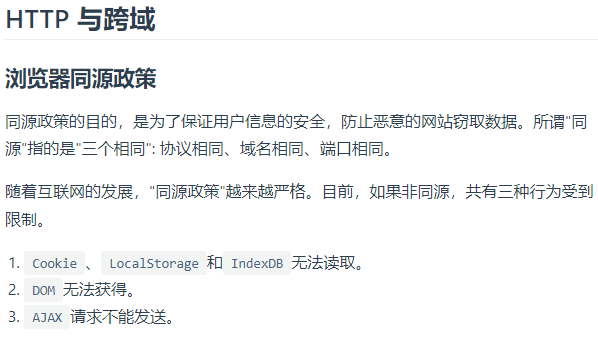 HTTP 与跨域
浏览器同源政策
同源政策的目的，是为了保证用户信息的安全，防止恶意的网站窃取数据。所谓"同
源"指的是"三个相同": 协议相同、域名相同、端口相同。
随着互联网的发展，"同源政策"越来越严格。目前，如果非同源，共有三种行为受到
限制。
1. Cookie 、 LocalStorage 和 IndexDB 无法读取。
2. DOM 无法获得。
3. AJAX 请求不能发送。